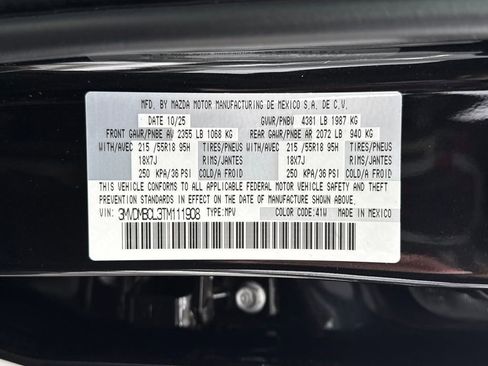 MFD. BY MAZDA MOTOR MANUFACTURING DE MEXICO S.A. DE C.V.
DATE 10/25 GVWR/PNBV 4381 LB 1987 KG
FRONT GAWR/PNBE AV 2355 LB 1068 KG REAR GAWR/PNBE AR 2072 LB 940 KG
WITH/AVEC 215/55R18 95H TIRES/PNEUS WITH/AVEC 215/55R18 95H TIRES/PNEUS
18X7J RIMS/JANTES 18X7J RIMS/JANTES
250 KPA/36 PSI COLD/A FROID 250 KPA/36 PSI COLD/A FROID
THIS VEHICLE CONFORMS TO ALL APPLICABLE FEDERAL MOTOR VEHICLE SAFETY AND THEFT
PREVENTION STANDARDS IN EFFECT ON THE DATE OF MANUFACTURE SHOWN ABOVE.
VIN: 3MVDMBCL3TM111908 TYPE:MPV COLOR CODE:41W MADE IN MEXICO